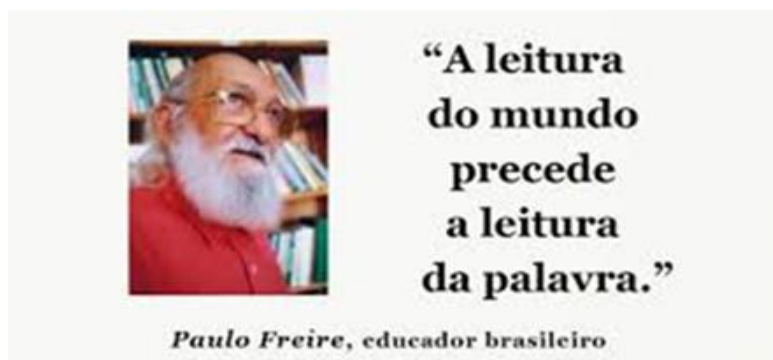 “A leitura
do mundo
precede
a leitura
da palavra.”
Paulo Freire, educador brasileiro